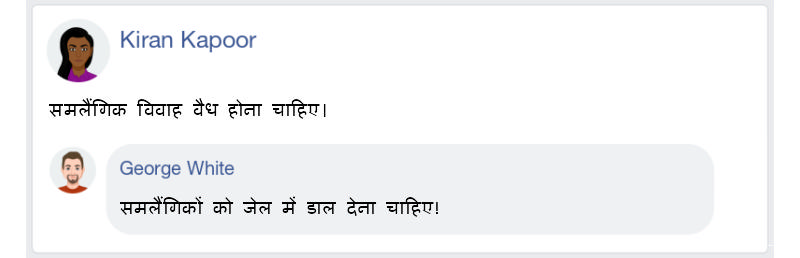 Kiran Kapoor
समलैंगिक विवाह वैध होना चाहिए।
George White
समलैंगिकों को जेल में डाल देना चाहिए!